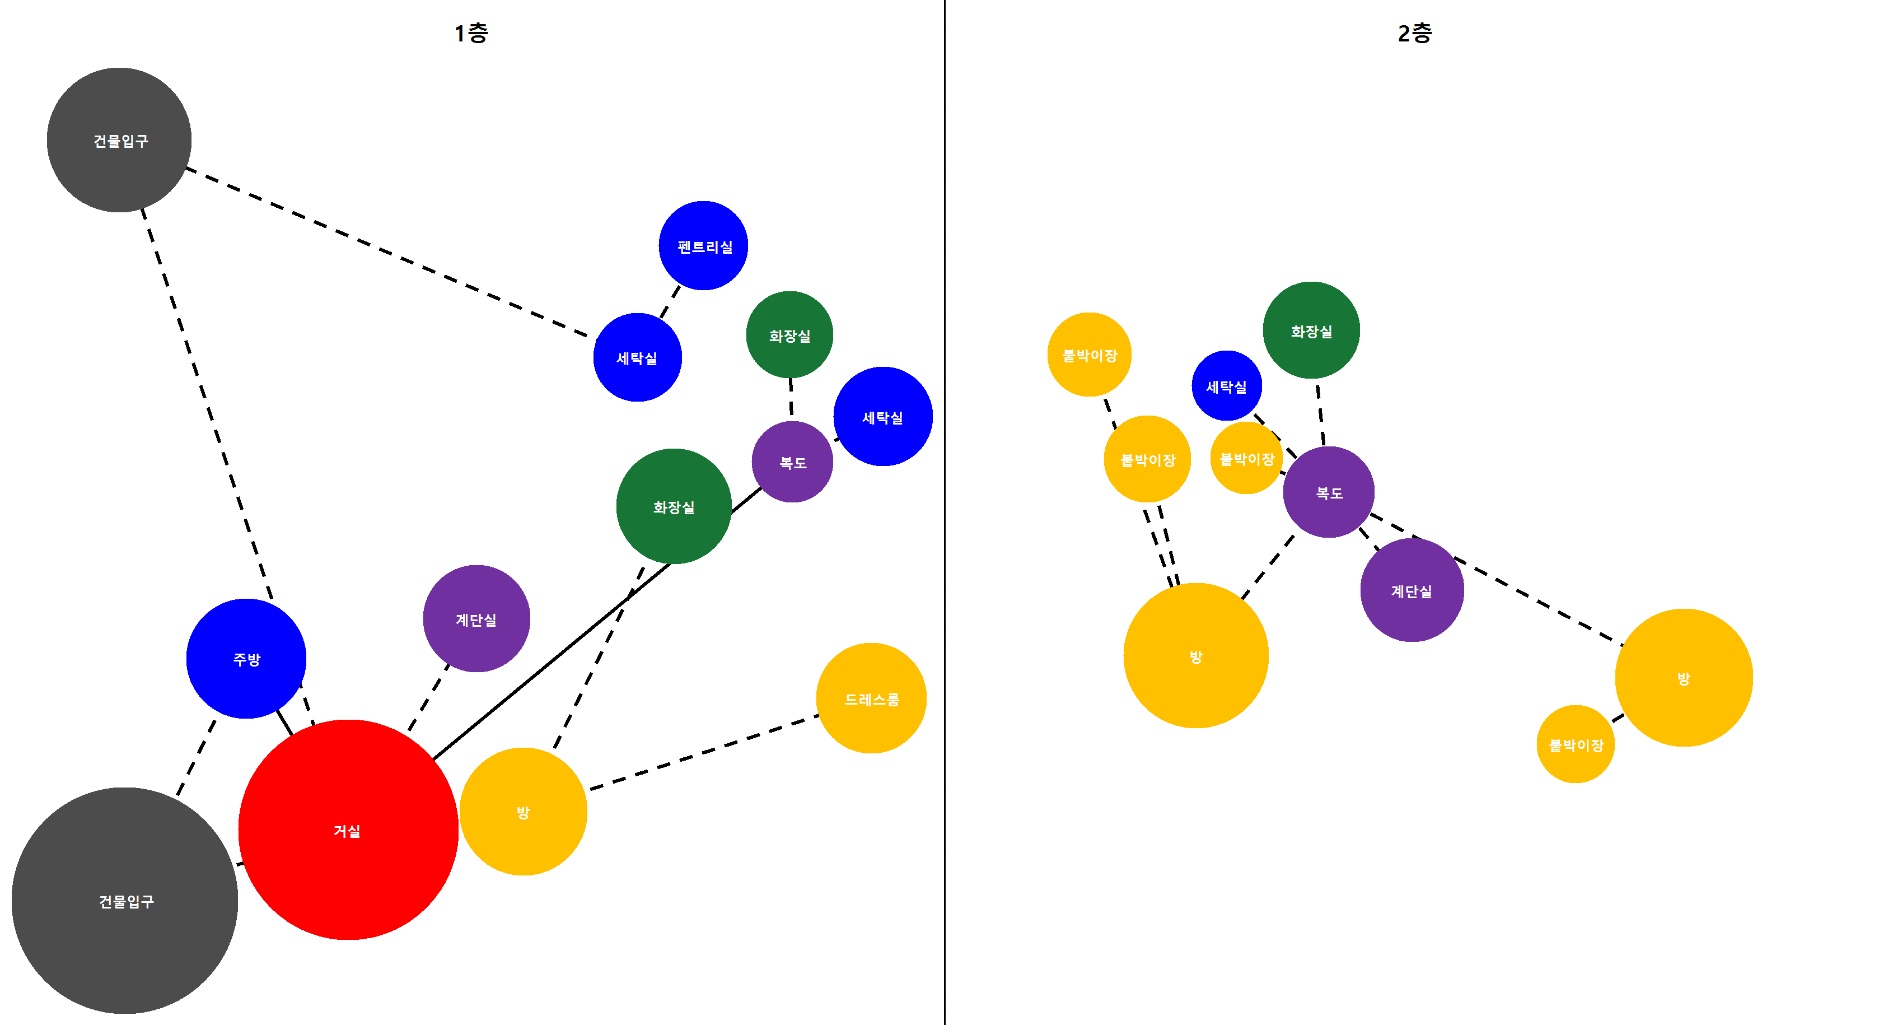 1층
건물입구
펜트리실
화장실
세탁실
세탁실
복도
화장실
계단실
주방
드레스룸
방
거실
건물입구
2층
화장실
붙박이장
세탁실
붙박이장
붙박이장
복도
계단실
방
방
붙박이장